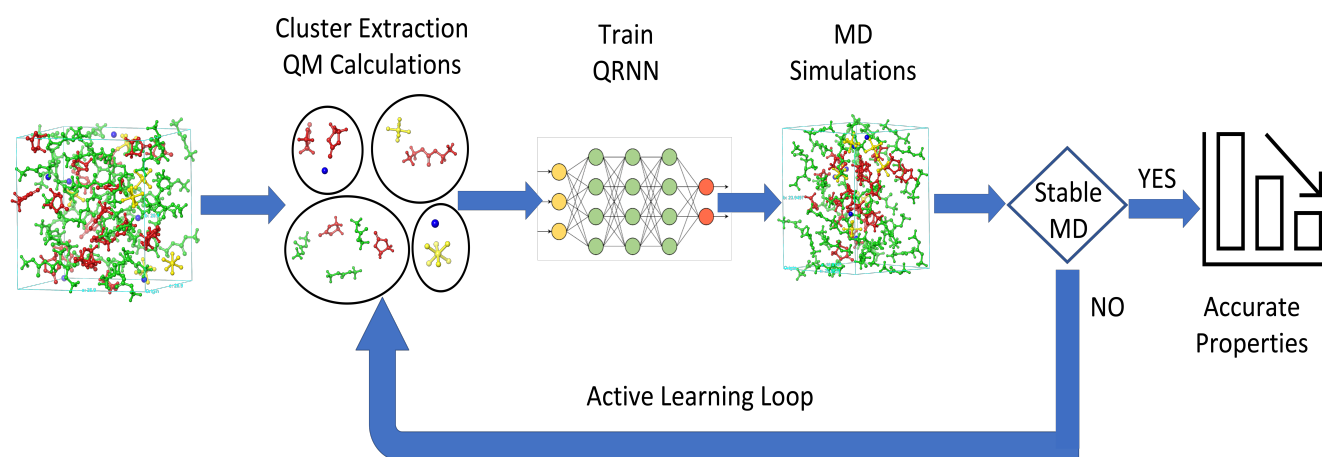 Cluster Extraction
QM Calculations
Train
QRNN
MD
Simulations
Stable
MD
YES
NO
Accurate
Properties
Active Learning Loop